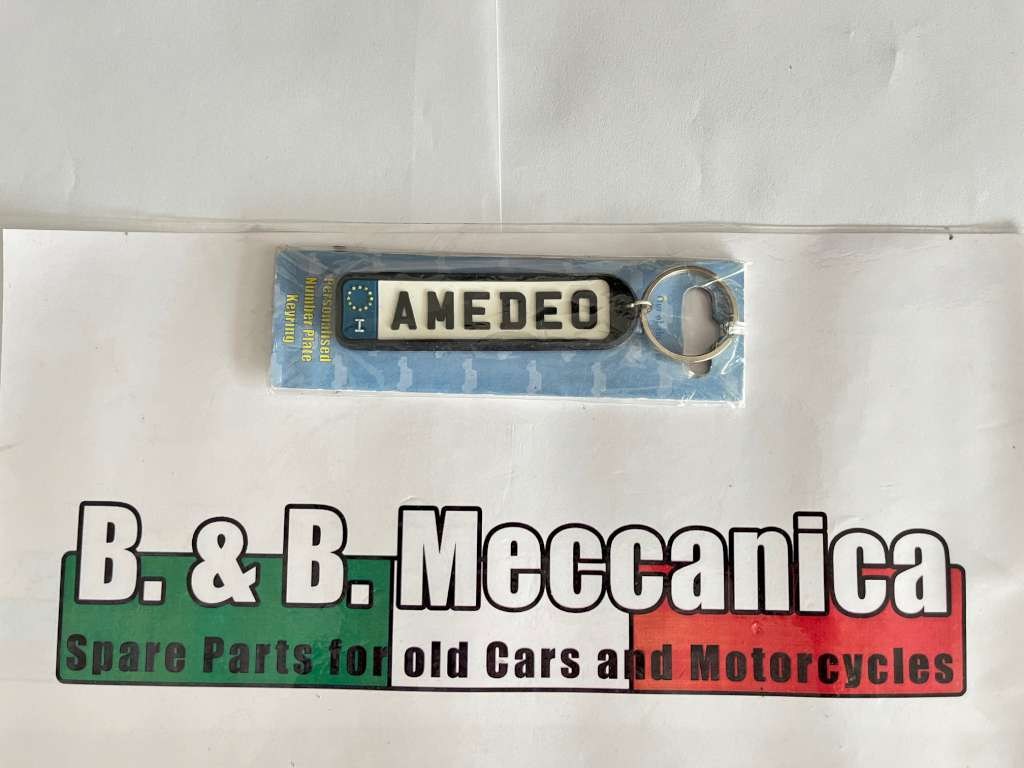 Personalised
Number Plate
Keyring
I
AMEDEO
B. & B. Meccanica
Spare Parts for old Cars and Motorcycles